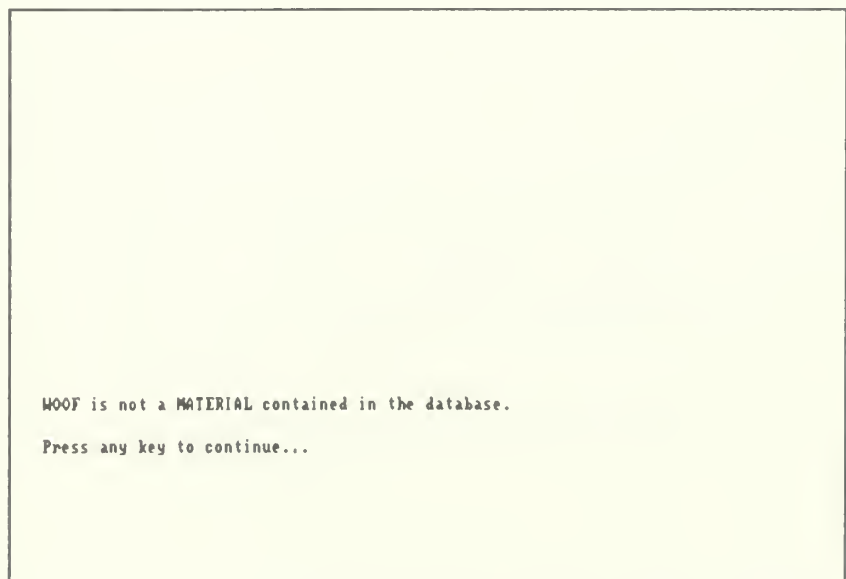 WOOF is not a MATERIAL contained in the database.
Press any key to continue...